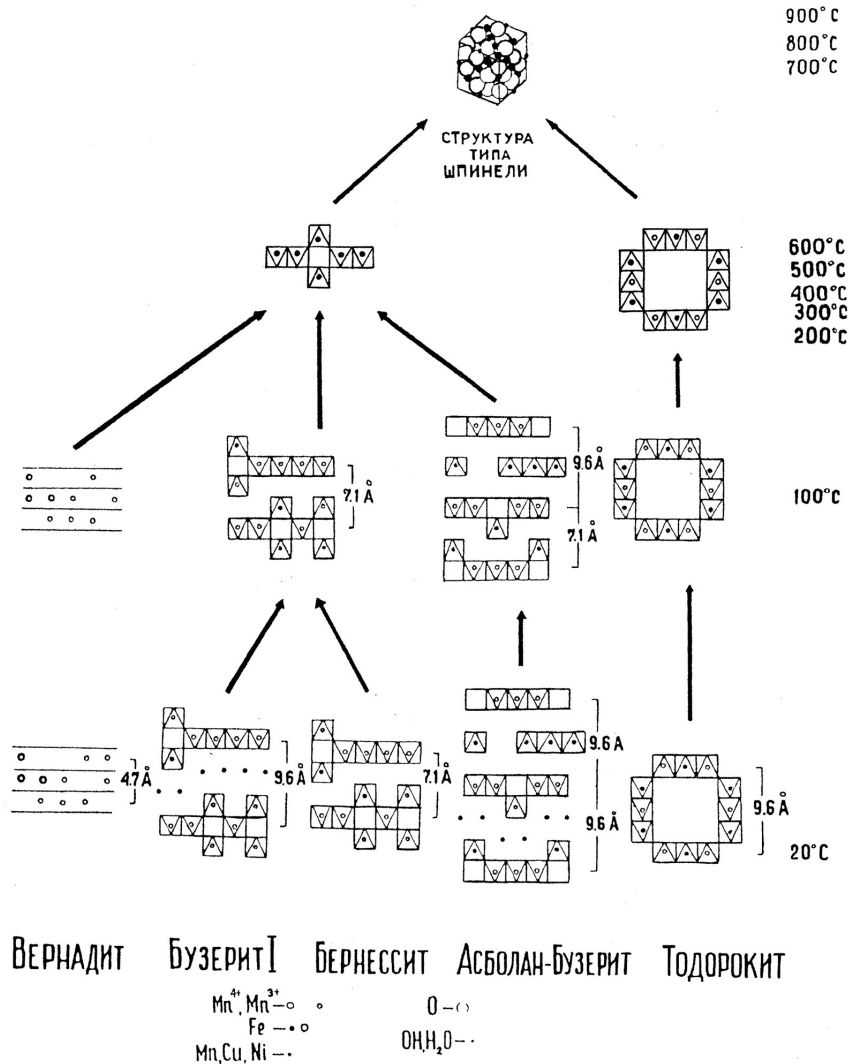 900°C
800°C
700°C
СТРУКТУРА
ТИПА
ШПИНЕЛИ
600°C
500°C
400°C
300°C
200°C
7.1 Å
9.6 Å
7.1 Å
100°C
4.7 Å
9.6 Å
7.1 Å
9.6 Å
9.6 Å
9.6 Å
20°C
ВЕРНАДИТ БУЗЕРИТ I БЕРНЕССИТ АСБОЛАН-БУЗЕРИТ ТОДОРОКИТ
Mn⁴⁺, Mn³⁺ – o o O – ()
Fe – • o
OH, H₂O – ·
Mn, Cu, Ni – •